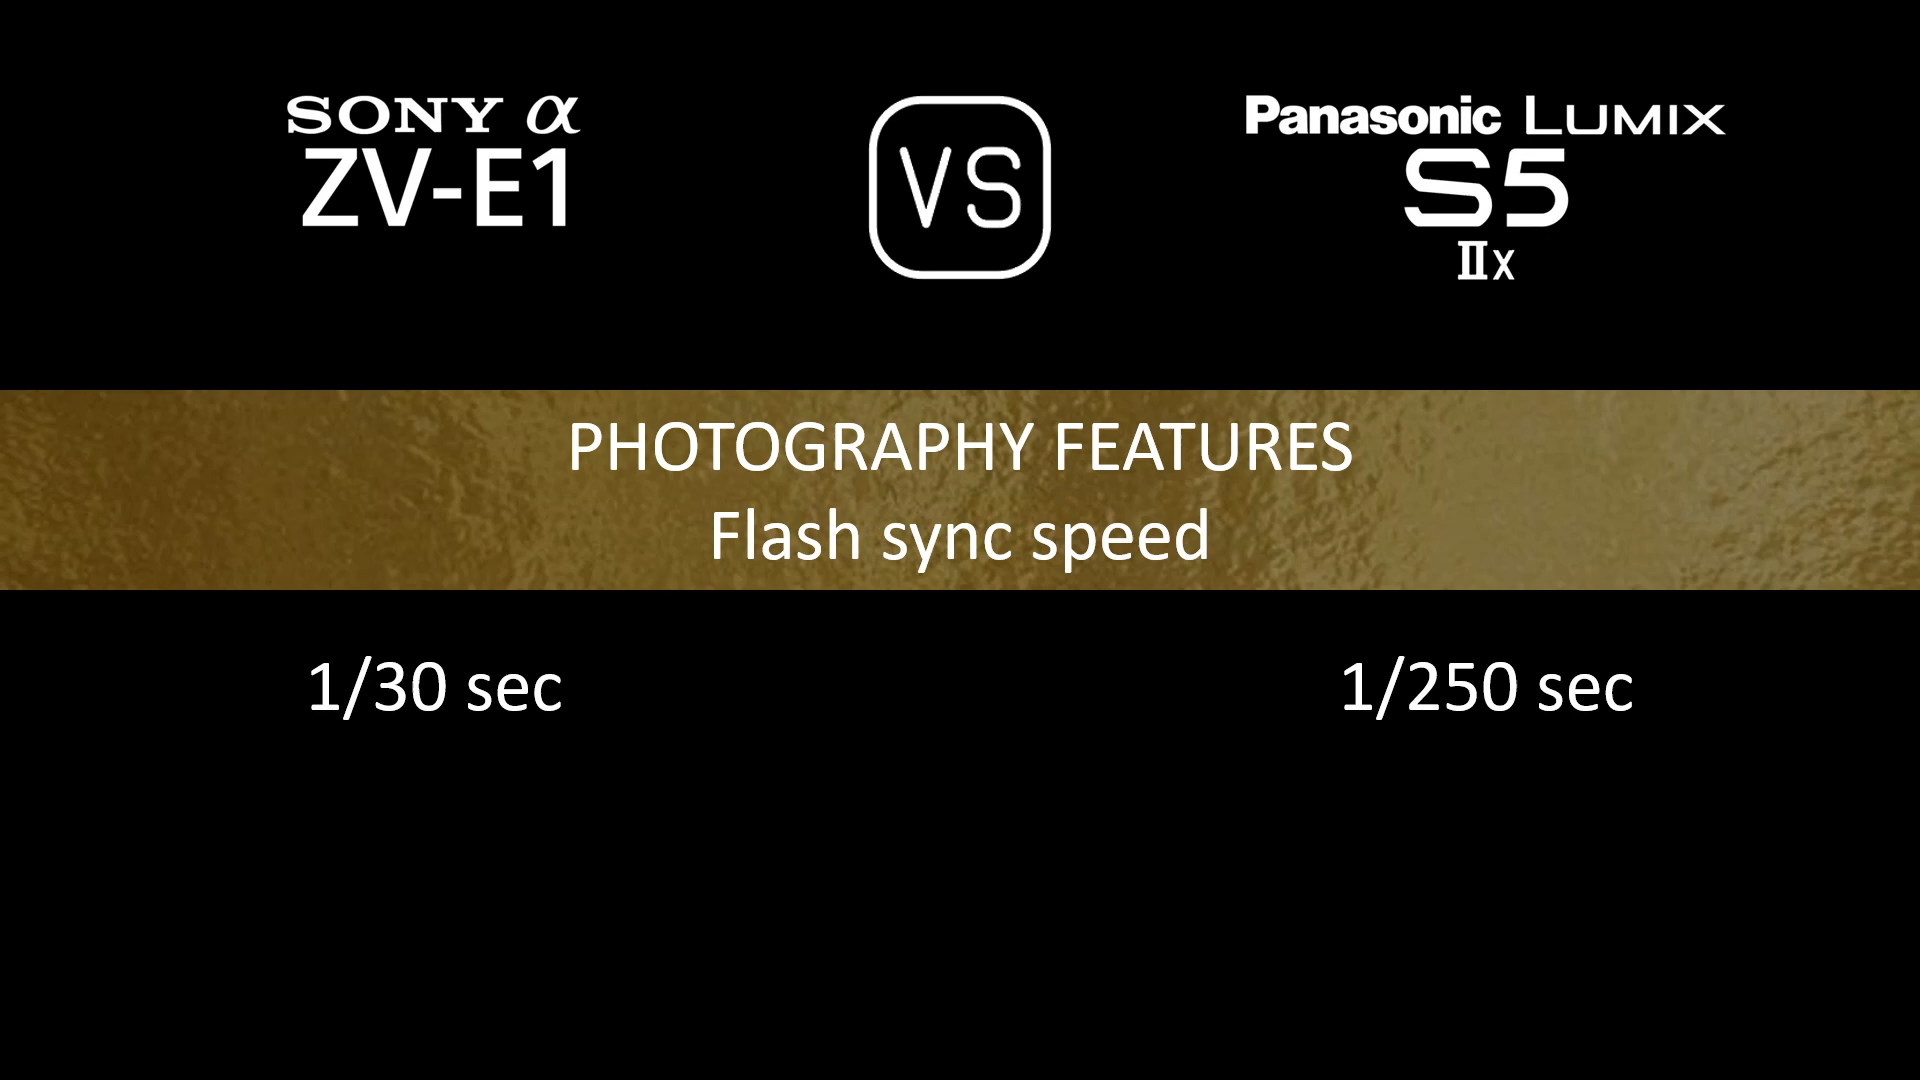 SONY α
ZV-E1
VS
Panasonic LUMIX
S5
IIx
PHOTOGRAPHY FEATURES
Flash sync speed
1/30 sec
1/250 sec